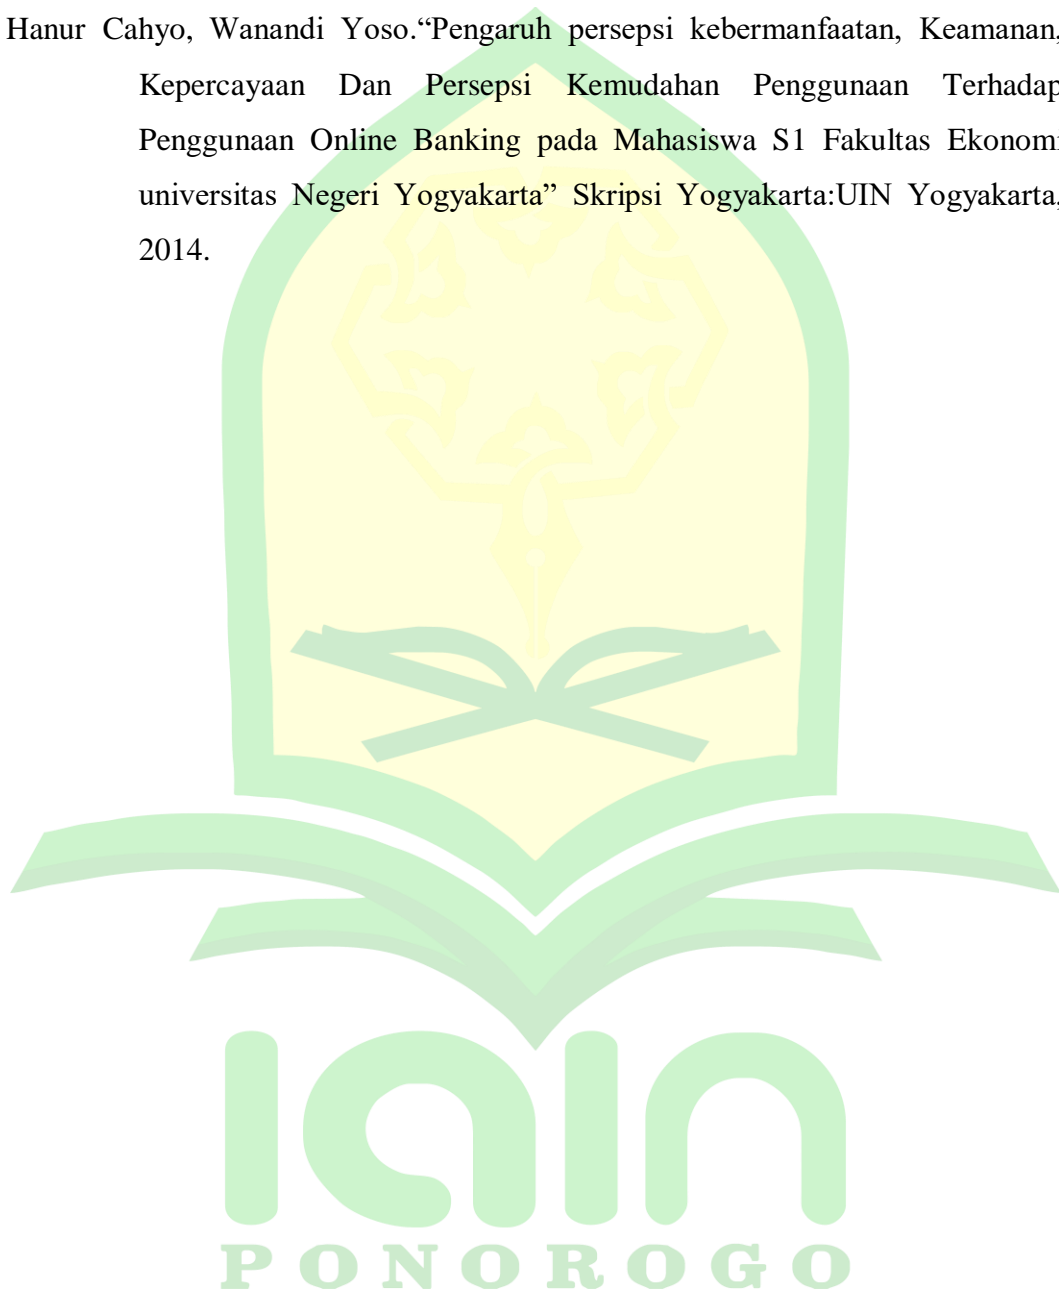 Hanur Cahyo, Wanandi Yoso.“Pengaruh persepsi kebermanfaatan, Keamanan,
Kepercayaan Dan Persepsi Kemudahan Penggunaan Terhadap
Penggunaan Online Banking pada Mahasiswa S1 Fakultas Ekonomi
universitas Negeri Yogyakarta” Skripsi Yogyakarta:UIN Yogyakarta,
2014.
iain
PONOROGO